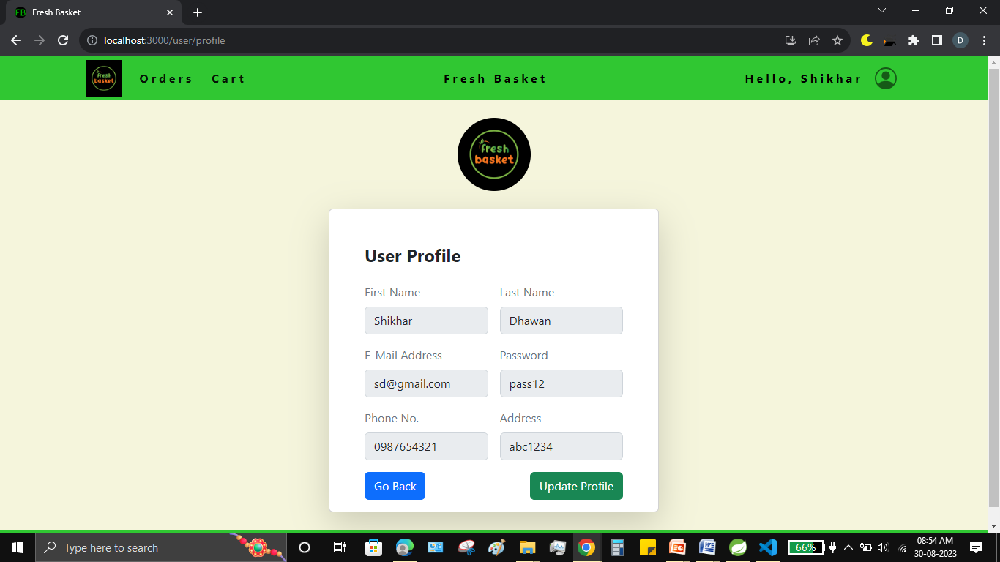 FB Fresh Basket
localhost:3000/user/profile
D
fresh basket Orders Cart Fresh Basket Hello, Shikhar
fresh
basket
User Profile
First Name Last Name
Shikhar Dhawan
E-Mail Address Password
sd@gmail.com pass12
Phone No. Address
0987654321 abc1234
Go Back Update Profile
Type here to search 66% 08:54 AM
30-08-2023